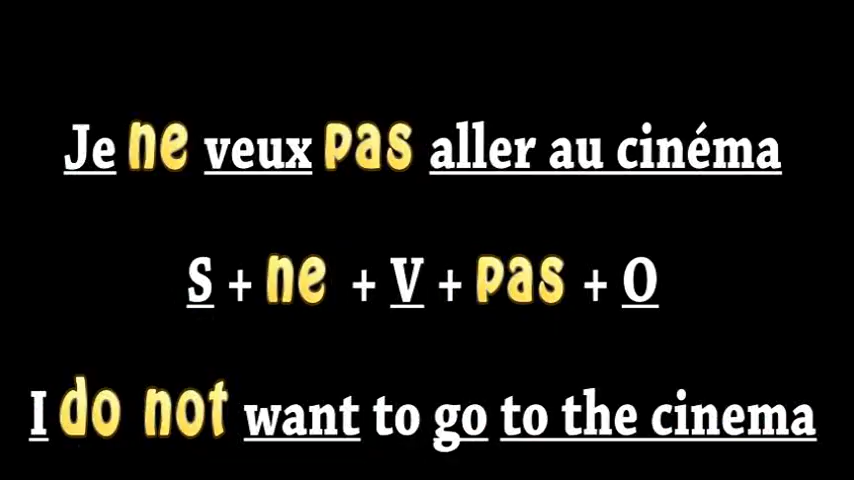 Je ne veux pas aller au cinéma
S + ne + V + pas + O
I do not want to go to the cinema